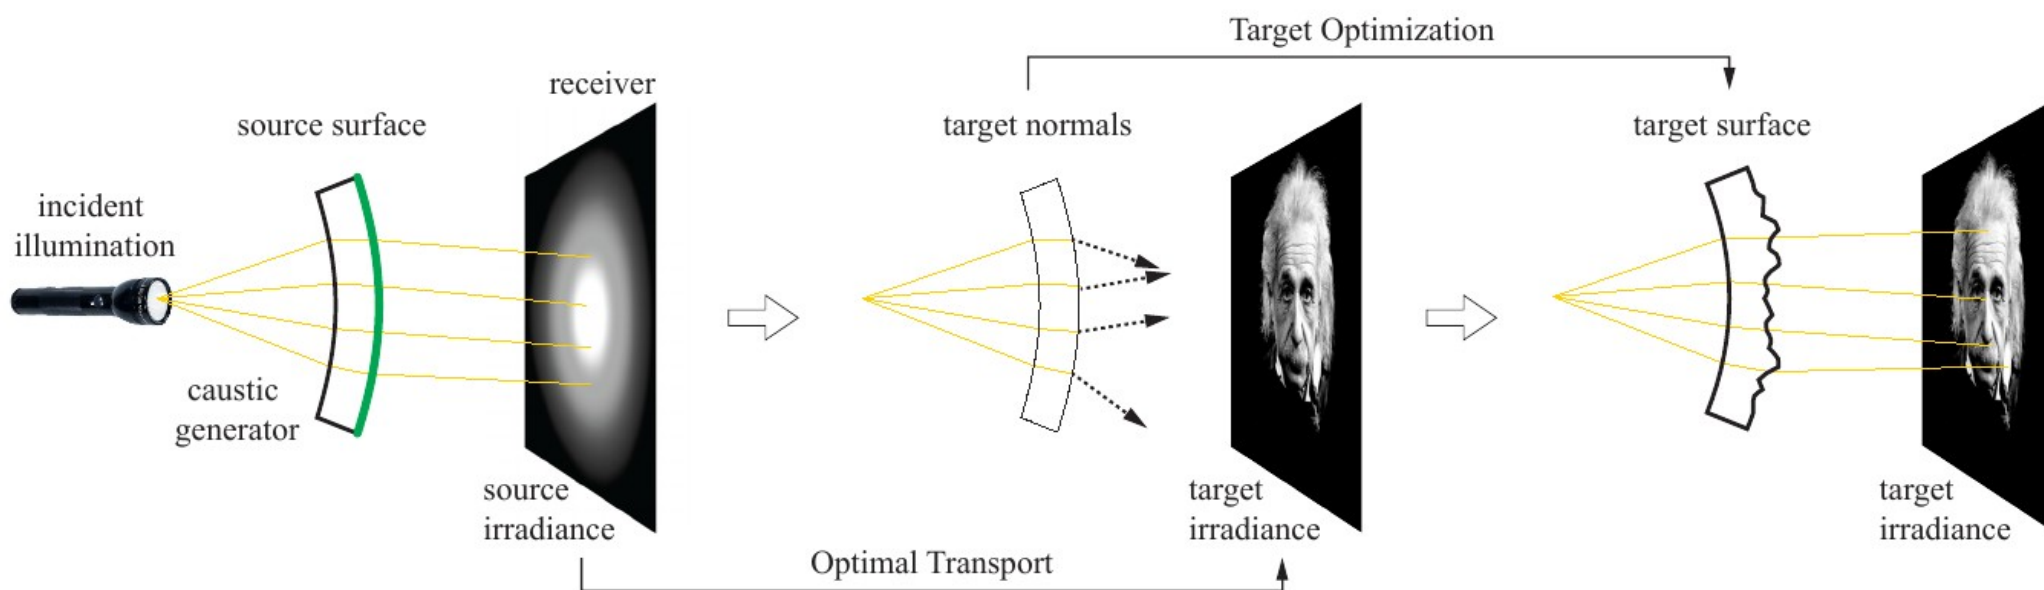 Target Optimization
receiver
source surface
target normals
target surface
incident
illumination
caustic
generator
source
irradiance
target
irradiance
target
irradiance
Optimal Transport